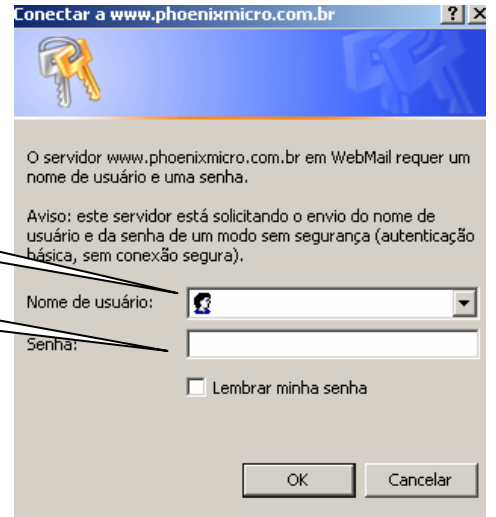 Conectar a www.phoenixmicro.com.br
O servidor www.phoenixmicro.com.br em WebMail requer um
nome de usuário e uma senha.
Aviso: este servidor está solicitando o envio do nome de
usuário e da senha de um modo sem segurança (autenticação
básica, sem conexão segura).
Nome de usuário:
Senha:
Lembrar minha senha
OK Cancelar